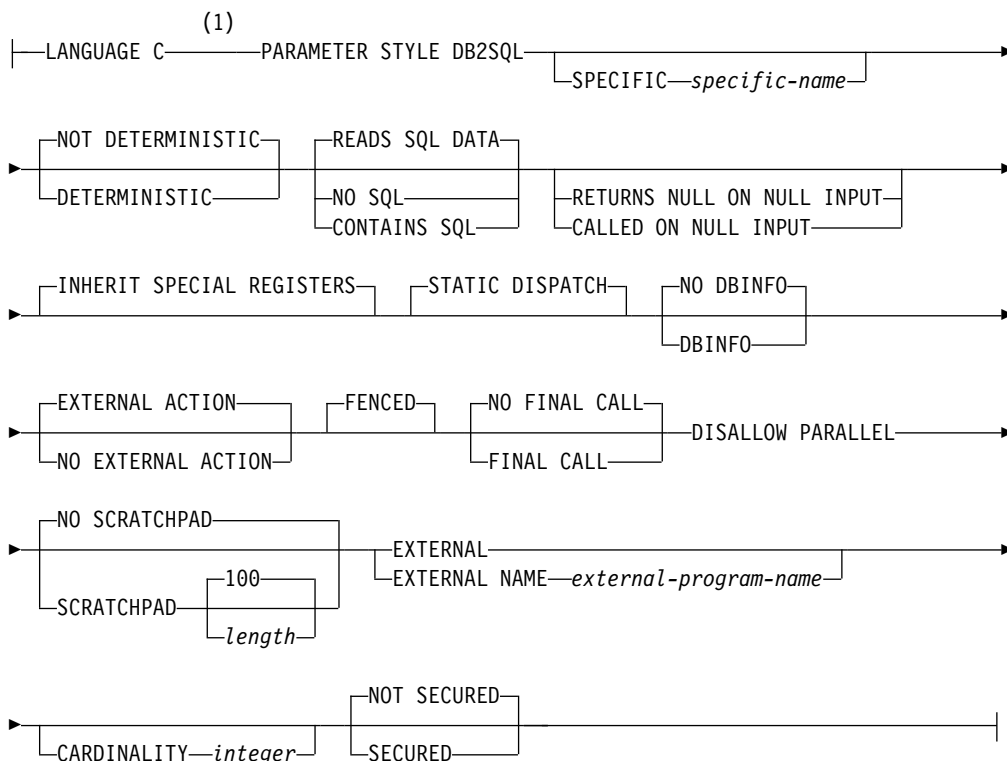 (1)
LANGUAGE C PARAMETER STYLE DB2SQL
SPECIFIC specific-name
NOT DETERMINISTIC READS SQL DATA
DETERMINISTIC NO SQL RETURNS NULL ON NULL INPUT
CONTAINS SQL CALLED ON NULL INPUT
INHERIT SPECIAL REGISTERS STATIC DISPATCH NO DBINFO
DBINFO
EXTERNAL ACTION FENCED NO FINAL CALL
DISALLOW PARALLEL
NO EXTERNAL ACTION FINAL CALL
NO SCRATCHPAD
EXTERNAL
100 EXTERNAL NAME external-program-name
SCRATCHPAD
length
NOT SECURED
CARDINALITY integer SECURED